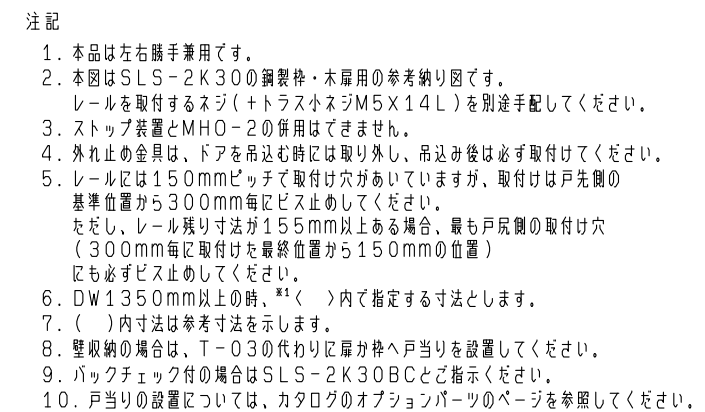 注記
1. 本品は左右勝手兼用です。
2. 本図はSLS-2K30の鋼製枠・木扉用の参考納り図です。
レールを取付するネジ(+トラス小ネジM5×14L)を別途手配してください。
3. ストップ装置とMHO-2の併用はできません。
4. 外れ止め金具は、ドアを吊込む時には取り外し、吊込み後は必ず取付けてください。
5. レールには150mmピッチで取付け穴があいていますが、取付けは戸先側の
基準位置から300mm毎にビス止めしてください。
ただし、レール残り寸法が155mm以上ある場合、最も戸尻側の取付け穴
(300mm毎に取付けた最終位置から150mmの位置)
にも必ずビス止めしてください。
6. DW1350mm以上の時、※1〈　〉内で指定する寸法とします。
7. (　)内寸法は参考寸法を示します。
8. 壁収納の場合は、T-03の代わりに扉か枠へ戸当りを設置してください。
9. バックチェック付の場合はSLS-2K30BCとご指示ください。
10. 戸当りの設置については、カタログのオプションパーツのページを参照してください。